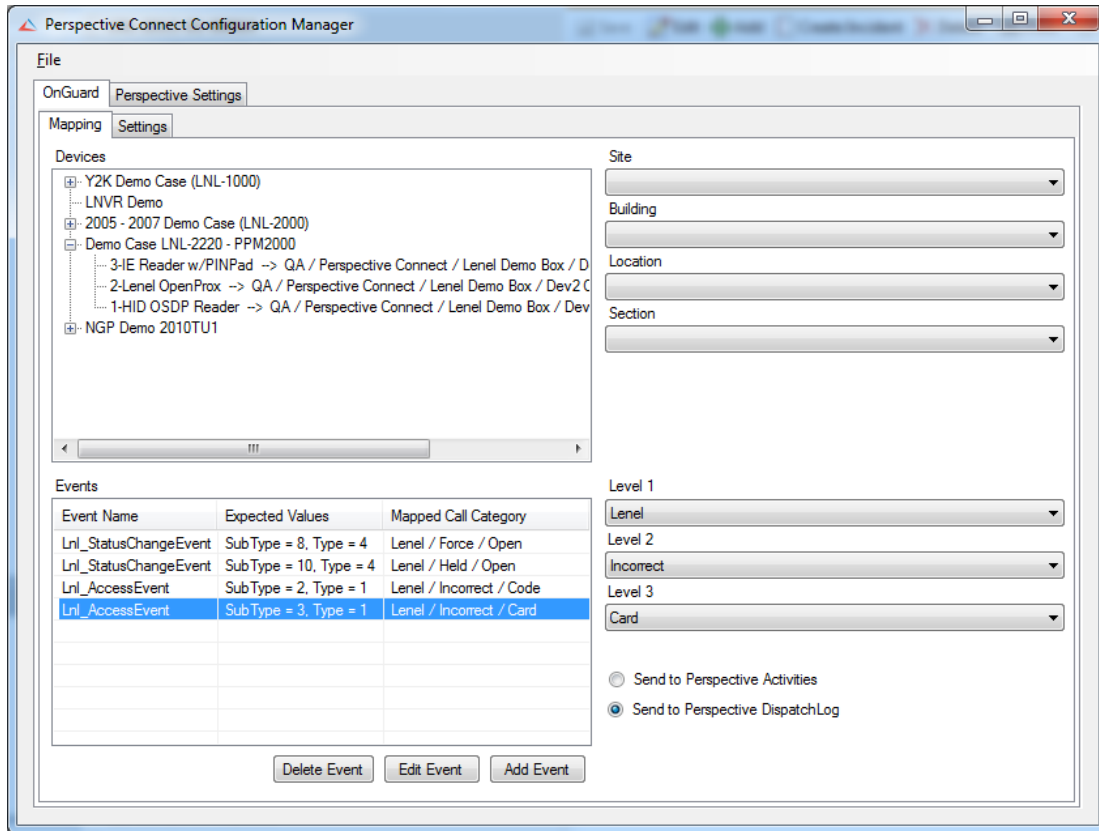 Perspective Connect Configuration Manager
File
OnGuard Perspective Settings
Mapping Settings
Devices
Y2K Demo Case (LNL-1000)
LNVR Demo
2005 - 2007 Demo Case (LNL-2000)
Demo Case LNL-2220 - PPM2000
3-IE Reader w/PINPad --> QA / Perspective Connect / Lenel Demo Box / D
2-Lenel OpenProx --> QA / Perspective Connect / Lenel Demo Box / Dev2 C
1-HID OSDP Reader --> QA / Perspective Connect / Lenel Demo Box / Dev
NGP Demo 2010TU1
Site
Building
Location
Section
Events
Event Name Expected Values Mapped Call Category
Lnl_StatusChangeEvent SubType = 8, Type = 4 Lenel / Force / Open
Lnl_StatusChangeEvent SubType = 10, Type = 4 Lenel / Held / Open
Lnl_AccessEvent SubType = 2, Type = 1 Lenel / Incorrect / Code
Lnl_AccessEvent SubType = 3, Type = 1 Lenel / Incorrect / Card
Delete Event Edit Event Add Event
Level 1
Lenel
Level 2
Incorrect
Level 3
Card
Send to Perspective Activities
Send to Perspective DispatchLog